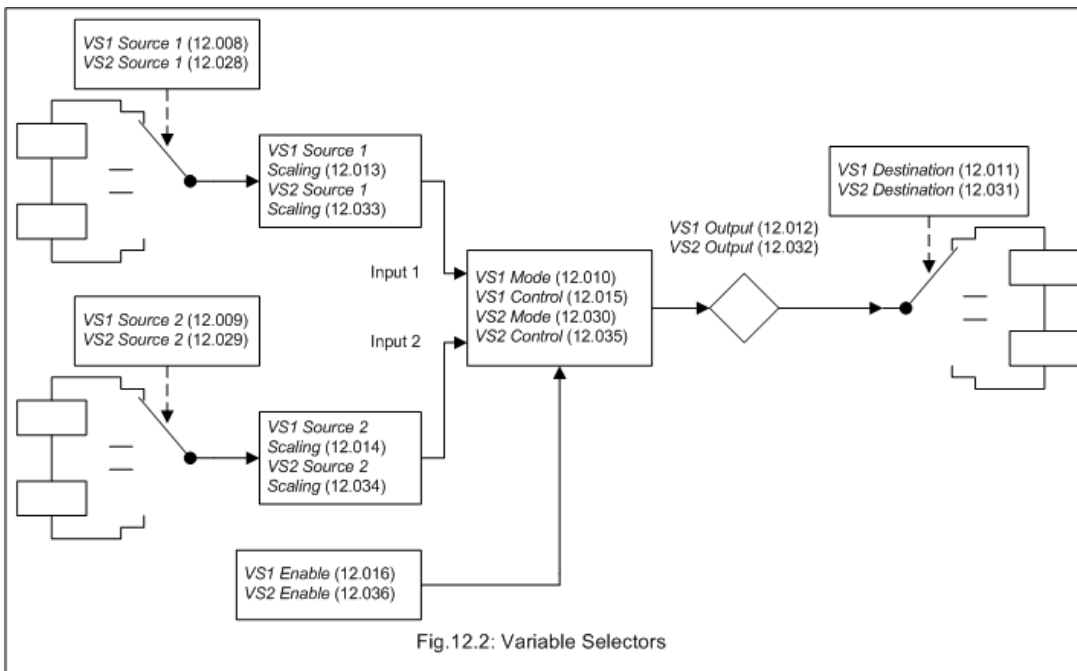 VS1 Source 1 (12.008)
VS2 Source 1 (12.028)
VS1 Source 1
Scaling (12.013)
VS2 Source 1
Scaling (12.033)
VS1 Destination (12.011)
VS2 Destination (12.031)
VS1 Output (12.012)
VS2 Output (12.032)
Input 1
VS1 Mode (12.010)
VS1 Control (12.015)
VS2 Mode (12.030)
VS2 Control (12.035)
VS1 Source 2 (12.009)
VS2 Source 2 (12.029)
Input 2
VS1 Source 2
Scaling (12.014)
VS2 Source 2
Scaling (12.034)
VS1 Enable (12.016)
VS2 Enable (12.036)
Fig.12.2: Variable Selectors